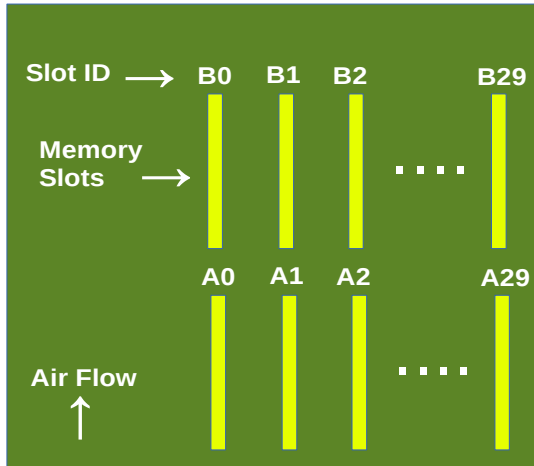 Slot ID → B0 B1 B2 B29
Memory
Slots →
A0 A1 A2 A29
Air Flow
↑